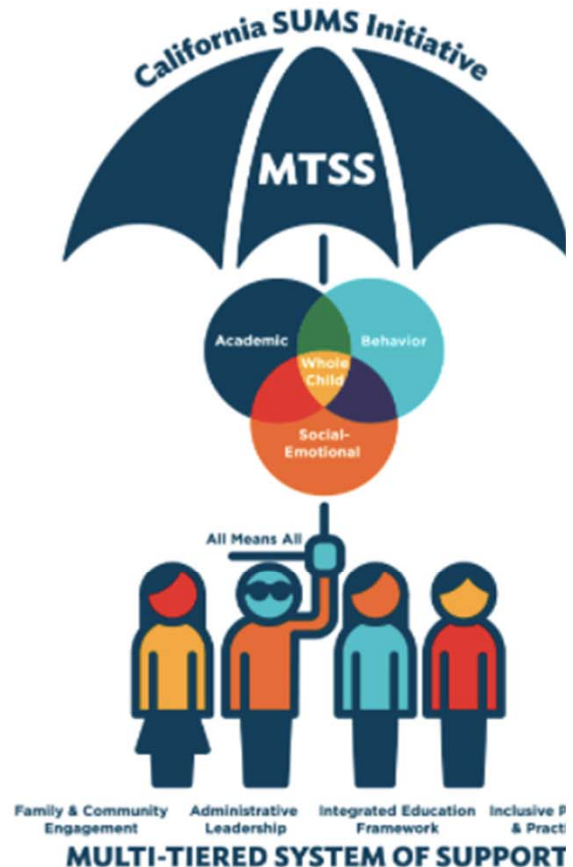 California SUMS Initiative
MTSS
Academic
Behavior
Whole
Child
Social-
Emotional
All Means All
Family & Community
Engagement
Administrative
Leadership
Integrated Education
Framework
Inclusive P
& Practi
MULTI-TIERED SYSTEM OF SUPPORT